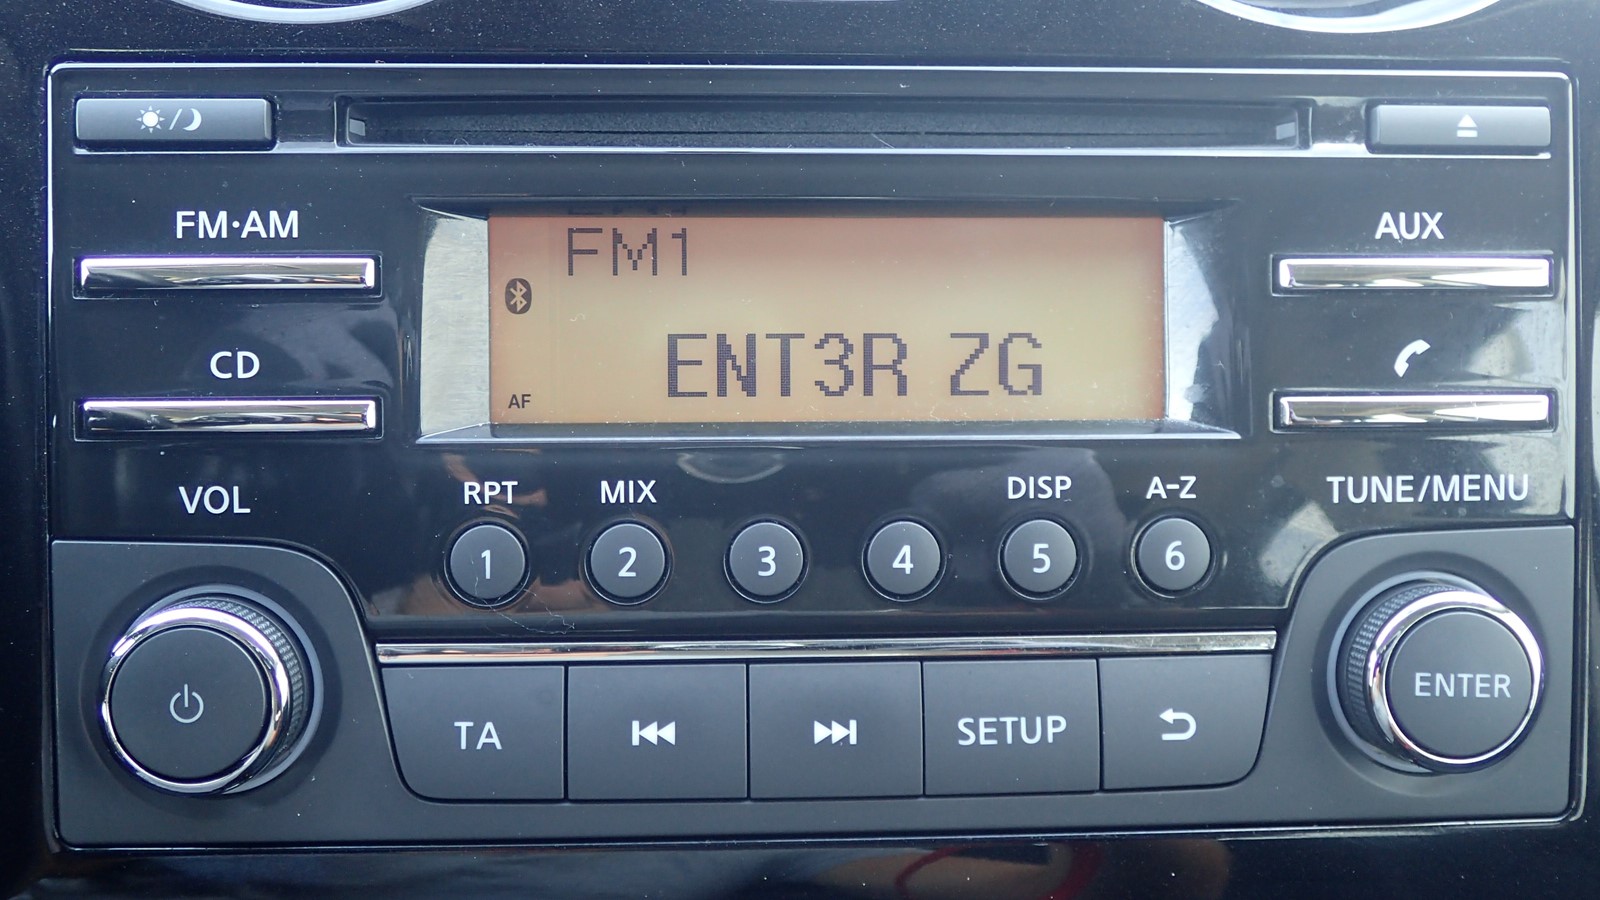 FM·AM
AUX
FM1
CD
ENT3R ZG
AF
VOL
RPT
MIX
DISP
A-Z
TUNE/MENU
1
2
3
4
5
6
ENTER
TA
SETUP